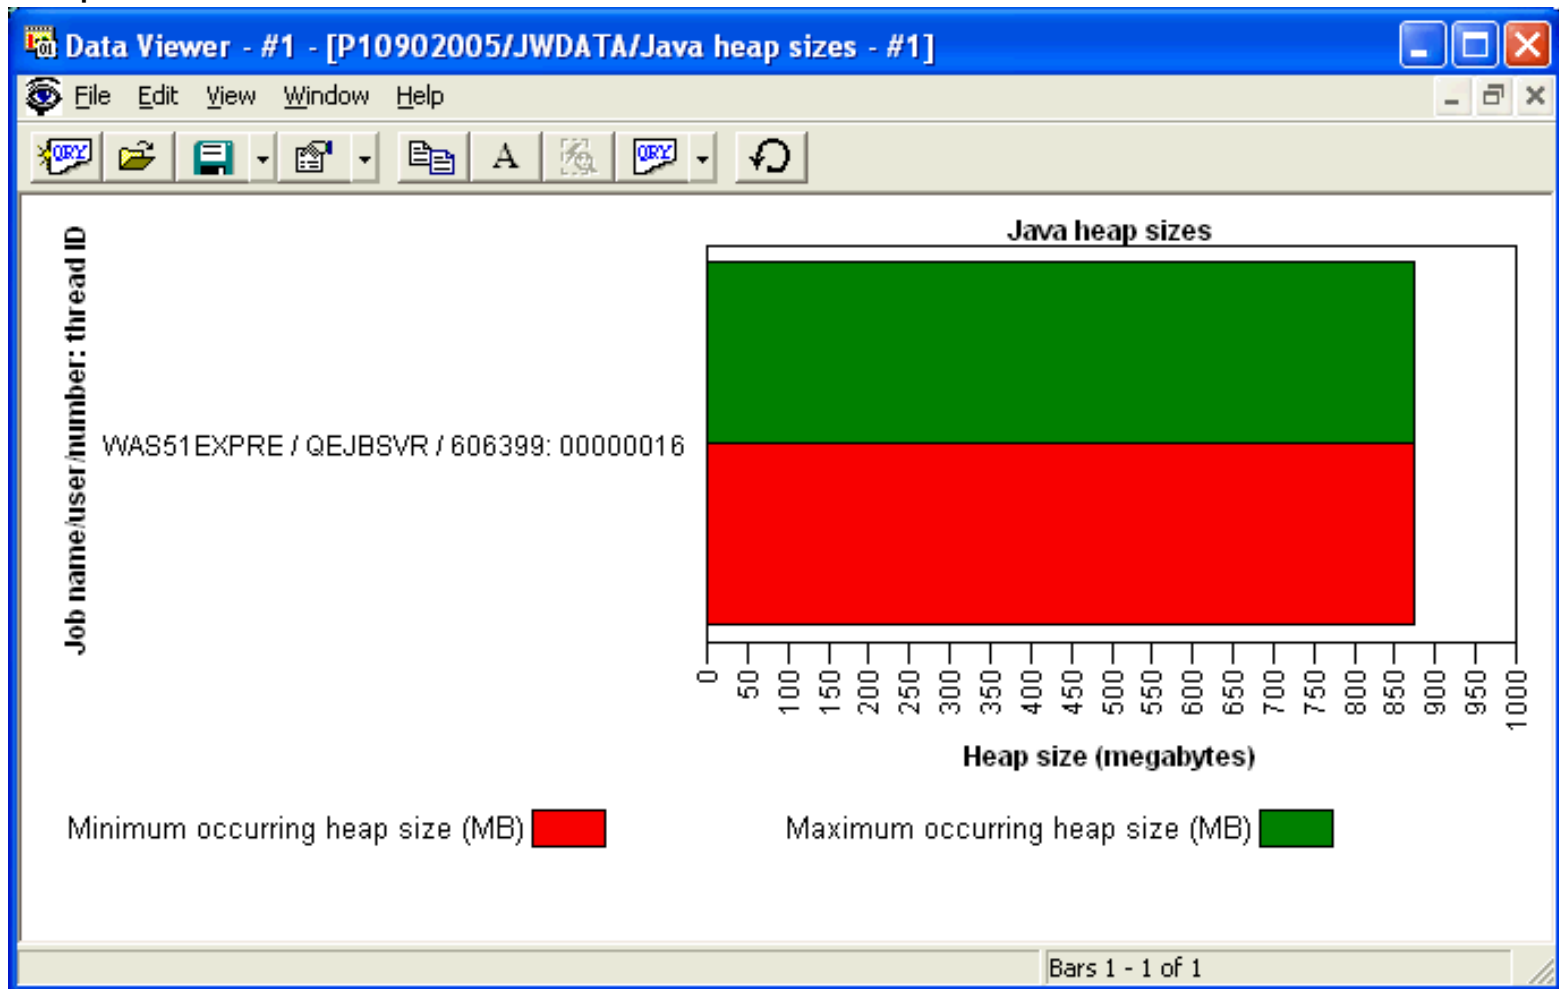 Data Viewer - #1 - [P10902005/JWDATA/Java heap sizes - #1]
File Edit View Window Help
QRY A QRY
Java heap sizes
Job name/user/number: thread ID
WAS51EXPRE / QEJBSVR / 606399: 00000016
0 50 100 150 200 250 300 350 400 450 500 550 600 650 700 750 800 850 900 950 1000
Heap size (megabytes)
Minimum occurring heap size (MB) Maximum occurring heap size (MB)
Bars 1 - 1 of 1